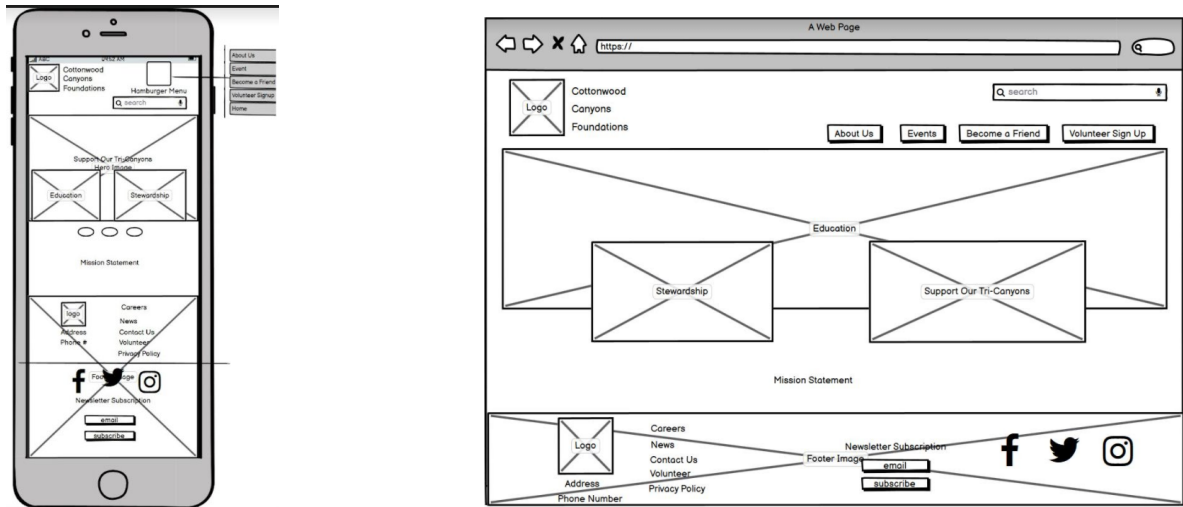 ABC 09:52 AM
Logo
Cottonwood
Canyons
Foundations
Hamburger Menu
search
About Us
Event
Become a Friend
Volunteer Signup
Home
Support Our Tri-Canyons
Hero Image
Education
Stewardship
Mission Statement
logo
Address
Phone #
Careers
News
Contact Us
Volunteer
Privacy Policy
Footer Image
Newsletter Subscription
email
subscribe
A Web Page
https://
Logo
Cottonwood
Canyons
Foundations
search
About Us
Events
Become a Friend
Volunteer Sign Up
Education
Stewardship
Support Our Tri-Canyons
Mission Statement
Logo
Address
Phone Number
Careers
News
Contact Us
Volunteer
Privacy Policy
Footer Image
Newsletter Subscription
email
subscribe